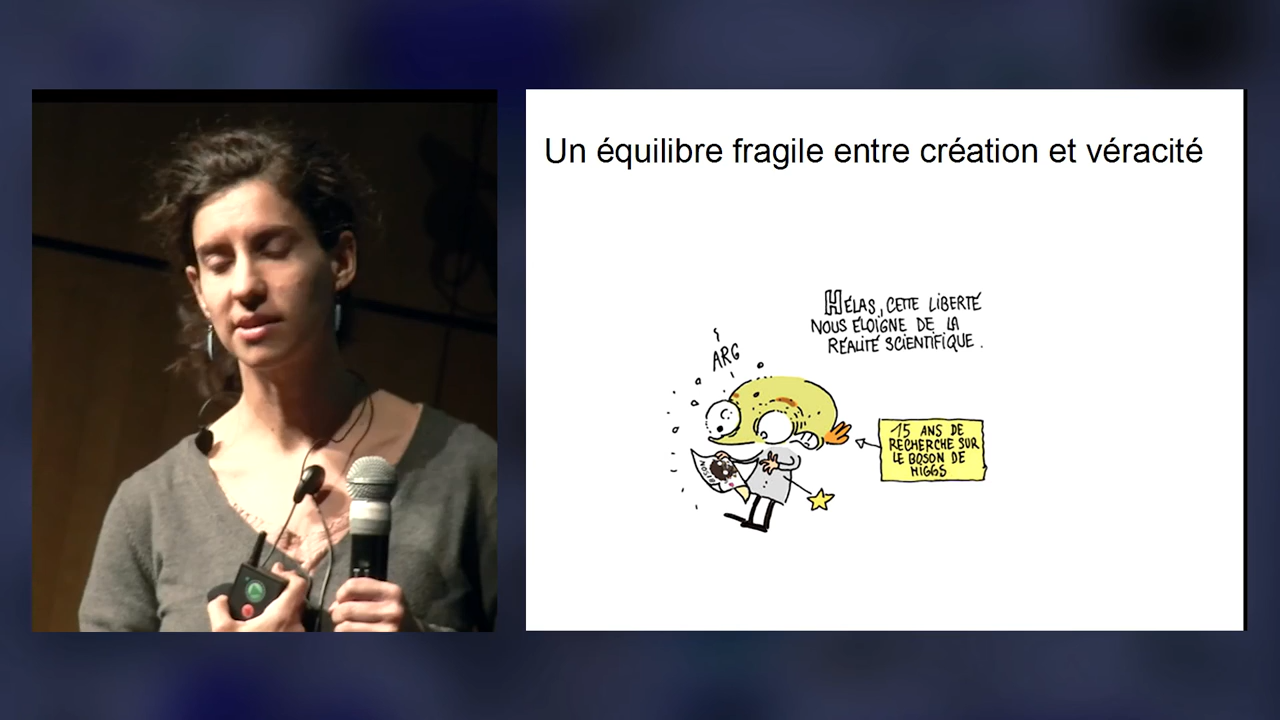 Un équilibre fragile entre création et véracité
HÉLAS, CETTE LIBERTÉ
NOUS ÉLOIGNE DE LA
RÉALITÉ SCIENTIFIQUE.
ARG
15 ANS DE
RECHERCHE SUR
LE BOSON DE
HIGGS